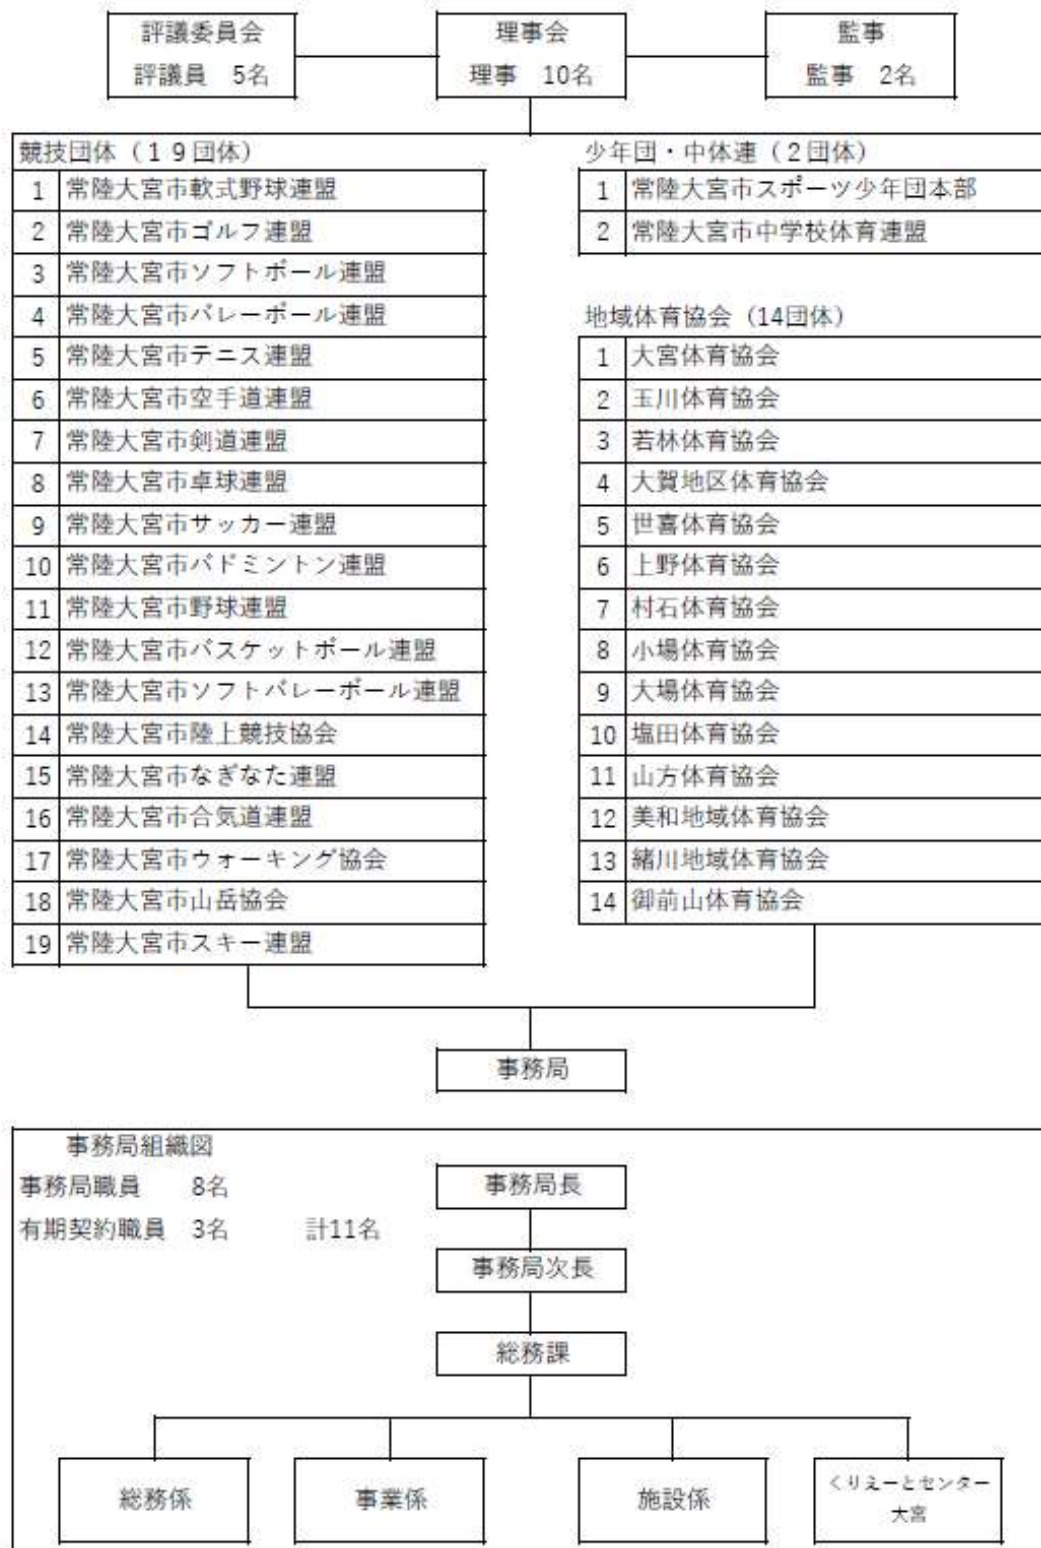 評議委員会
評議員 5名
理事会
理事 10名
監事
監事 2名
競技団体（１９団体）
1 常陸大宮市軟式野球連盟
2 常陸大宮市ゴルフ連盟
3 常陸大宮市ソフトボール連盟
4 常陸大宮市バレーボール連盟
5 常陸大宮市テニス連盟
6 常陸大宮市空手道連盟
7 常陸大宮市剣道連盟
8 常陸大宮市卓球連盟
9 常陸大宮市サッカー連盟
10 常陸大宮市バドミントン連盟
11 常陸大宮市野球連盟
12 常陸大宮市バスケットボール連盟
13 常陸大宮市ソフトバレーボール連盟
14 常陸大宮市陸上競技協会
15 常陸大宮市なぎなた連盟
16 常陸大宮市合気道連盟
17 常陸大宮市ウォーキング協会
18 常陸大宮市山岳協会
19 常陸大宮市スキー連盟
少年団・中体連（２団体）
1 常陸大宮市スポーツ少年団本部
2 常陸大宮市中学校体育連盟
地域体育協会（14団体）
1 大宮体育協会
2 玉川体育協会
3 若林体育協会
4 大賀地区体育協会
5 世喜体育協会
6 上野体育協会
7 村石体育協会
8 小場体育協会
9 大場体育協会
10 塩田体育協会
11 山方体育協会
12 美和地域体育協会
13 緒川地域体育協会
14 御前山体育協会
事務局
事務局組織図
事務局職員 8名
有期契約職員 3名 計11名
事務局長
事務局次長
総務課
総務係
事業係
施設係
くりえーとセンター
大宮